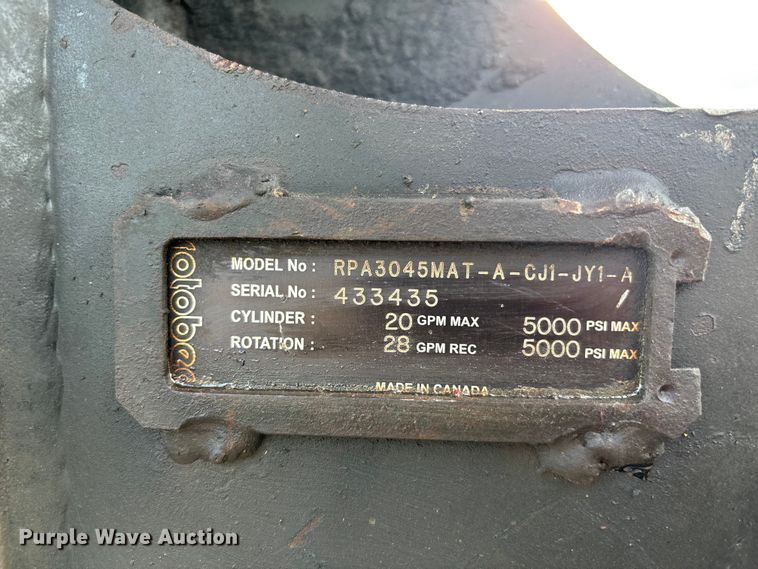 rotobec
MODEL No : RPA3045MAT-A-CJ1-JY1-A
SERIAL No : 433435
CYLINDER : 20 GPM MAX 5000 PSI MAX
ROTATION : 28 GPM REC 5000 PSI MAX
MADE IN CANADA
Purple Wave Auction